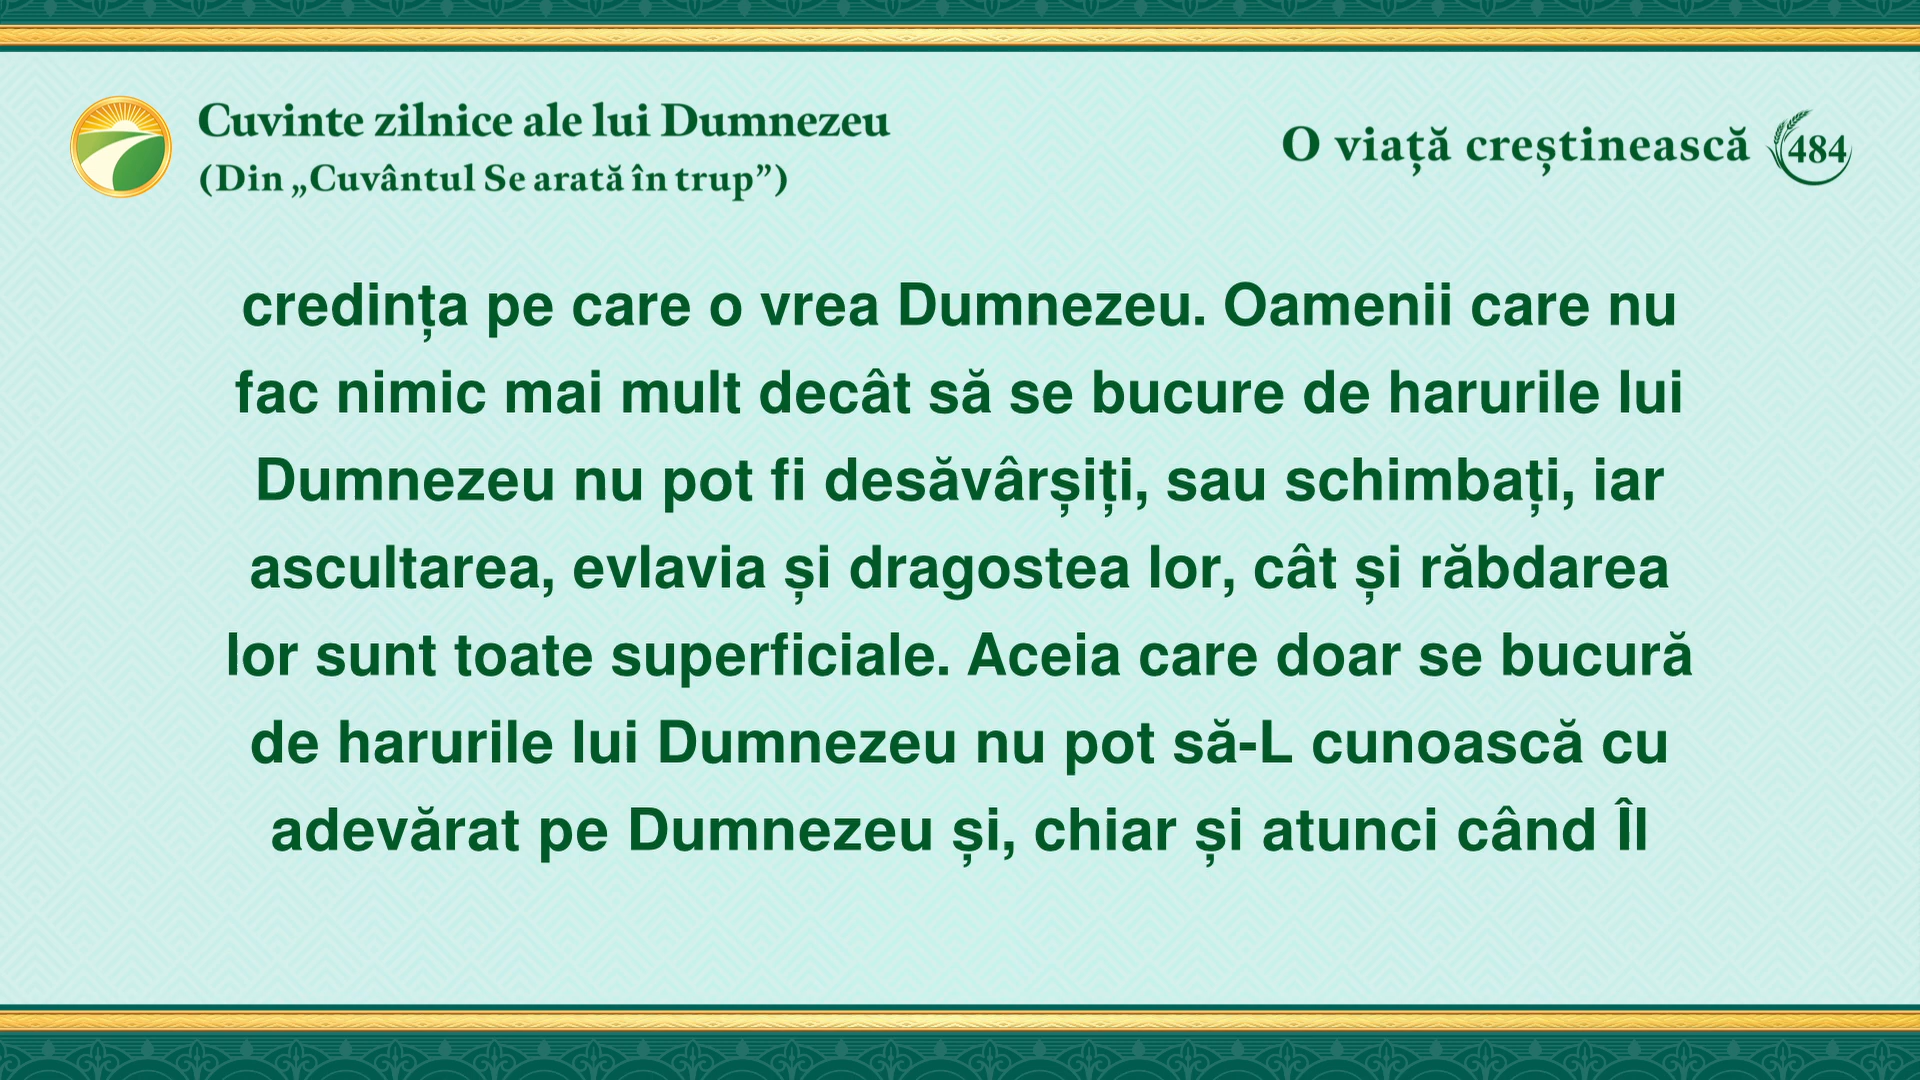 Cuvinte zilnice ale lui Dumnezeu
(Din „Cuvântul Se arată în trup”)
O viață creștinească 484
credința pe care o vrea Dumnezeu. Oamenii care nu
fac nimic mai mult decât să se bucure de harurile lui
Dumnezeu nu pot fi desăvârșiți, sau schimbați, iar
ascultarea, evlavia și dragostea lor, cât și răbdarea
lor sunt toate superficiale. Aceia care doar se bucură
de harurile lui Dumnezeu nu pot să-L cunoască cu
adevărat pe Dumnezeu și, chiar și atunci când Îl